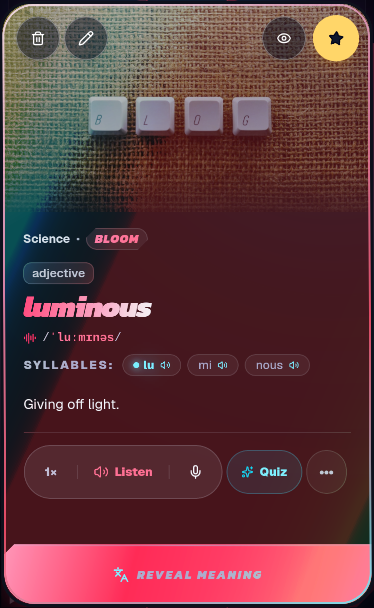 B L O G
Science • BLOOM
adjective
luminous
/ˈluːmɪnəs/
SYLLABLES: lu mi nous
Giving off light.
1× Listen Quiz •••
REVEAL MEANING